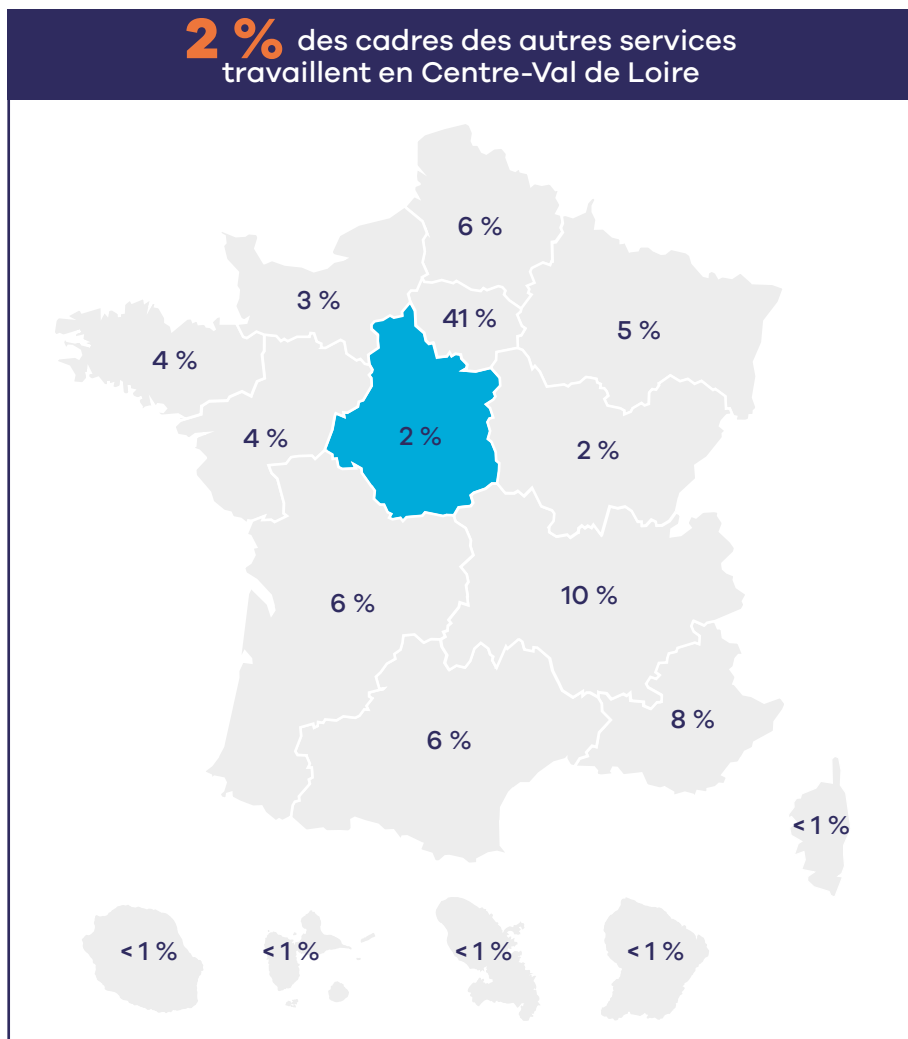 2 % des cadres des autres services
travaillent en Centre-Val de Loire
6 %
3 %
41 %
5 %
4 %
4 %
2 %
2 %
6 %
10 %
8 %
6 %
< 1 %
< 1 %
< 1 %
< 1 %
< 1 %